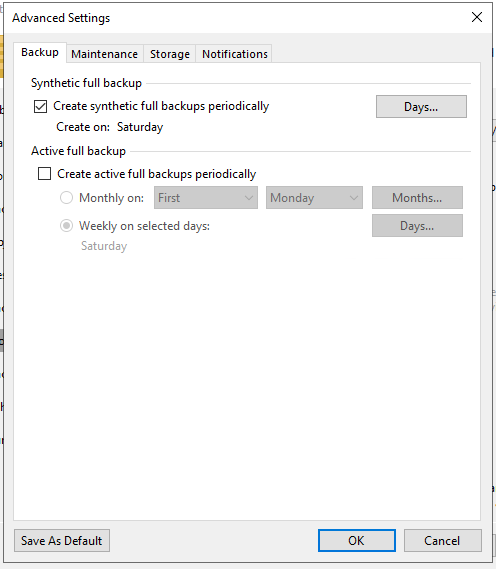 Advanced Settings
Backup Maintenance Storage Notifications
Synthetic full backup
Create synthetic full backups periodically Days...
Create on: Saturday
Active full backup
Create active full backups periodically
Monthly on: First Monday Months...
Weekly on selected days: Days...
Saturday
Save As Default OK Cancel